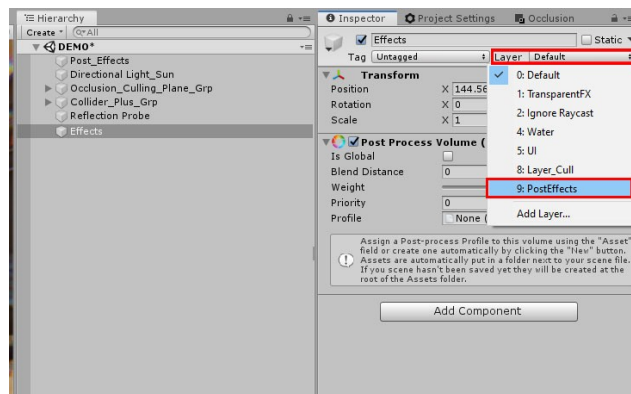 Hierarchy
Create
Q▾All
DEMO*
Post_Effects
Directional Light_Sun
Occlusion_Culling_Plane_Grp
Collider_Plus_Grp
Reflection Probe
Effects
Inspector
Project Settings
Occlusion
Effects
Static
Tag Untagged
Layer Default
Transform
Position X 144.56
Rotation X 0
Scale X 1
Post Process Volume (
Is Global
Blend Distance 0
Weight
Priority 0
Profile None (
0: Default
1: TransparentFX
2: Ignore Raycast
4: Water
5: UI
8: Layer_Cull
9: PostEffects
Add Layer...
Assign a Post-process Profile to this volume using the "Asset"
field or create one automatically by clicking the "New" button.
Assets are automatically put in a folder next to your scene file.
If you scene hasn't been saved yet they will be created at the
root of the Assets folder.
Add Component